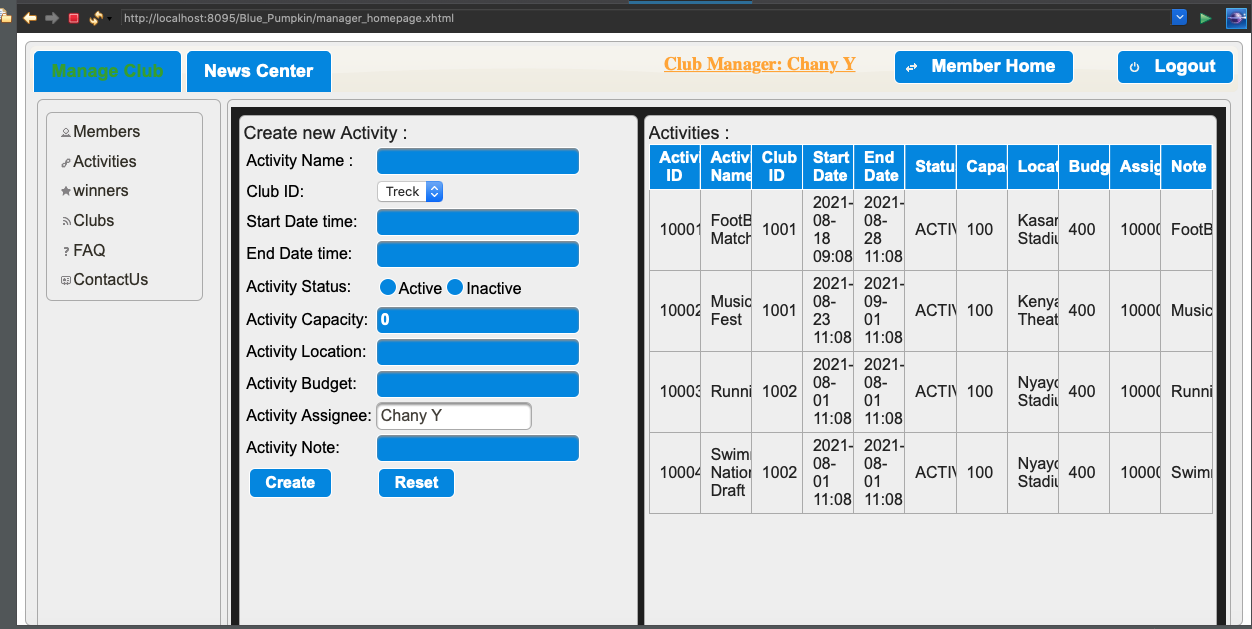 http://localhost:8095/Blue_Pumpkin/manager_homepage.xhtml
Manage Club
News Center
Club Manager: Chany Y
Member Home
Logout
Members
Activities
winners
Clubs
FAQ
ContactUs
Create new Activity :
Activity Name :
Club ID: Treck
Start Date time:
End Date time:
Activity Status: Active Inactive
Activity Capacity: 0
Activity Location:
Activity Budget:
Activity Assignee: Chany Y
Activity Note:
Create Reset
Activities :
Activ Activ Club Start End Statu Capa Locat Budg Assig Note
ID Name ID Date Date
10001 FootB Match 1001 2021-08-18 09:08 2021-08-28 11:08 ACTIV 100 Kasar Stadiu 400 10000 FootB
10002 Music Fest 1001 2021-08-23 11:08 2021-09-01 11:08 ACTIV 100 Kenya Theat 400 10000 Music
10003 Runni 1002 2021-08-01 11:08 2021-08-01 11:08 ACTIV 100 Nyayo Stadiu 400 10000 Runni
10004 Swimm Nation Draft 1002 2021-08-01 11:08 2021-08-01 11:08 ACTIV 100 Nyayo Stadiu 400 10000 Swimm